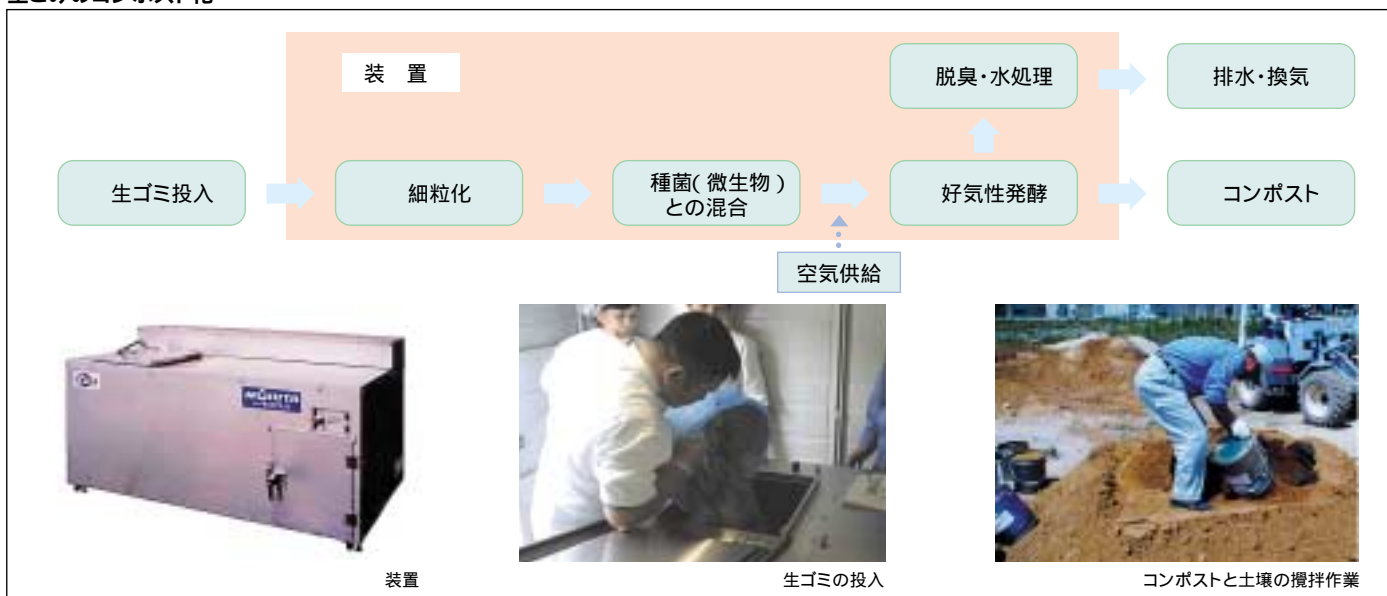 装 置
脱臭・水処理
排水・換気
生ゴミ投入
細粒化
種菌(微生物)
との混合
好気性発酵
コンポスト
空気供給
MORITA
装置
生ゴミの投入
コンポストと土壌の攪拌作業